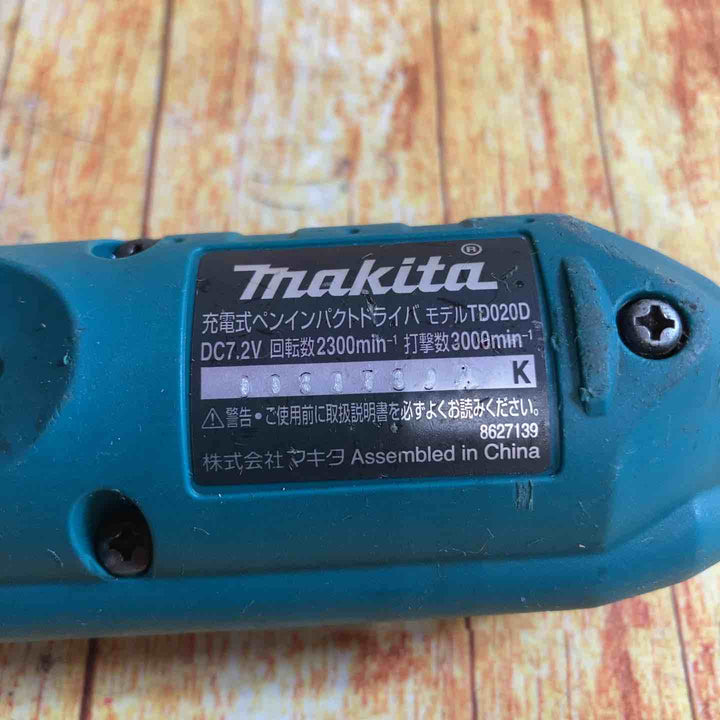 makita®
充電式ペンインパクトドライバ モデルTD020D
DC7.2V 回転数2300min⁻¹ 打撃数3000min⁻¹
K
⚠警告・ご使用前に取扱説明書を必ずよくお読みください。
8627139
株式会社 マキタ Assembled in China